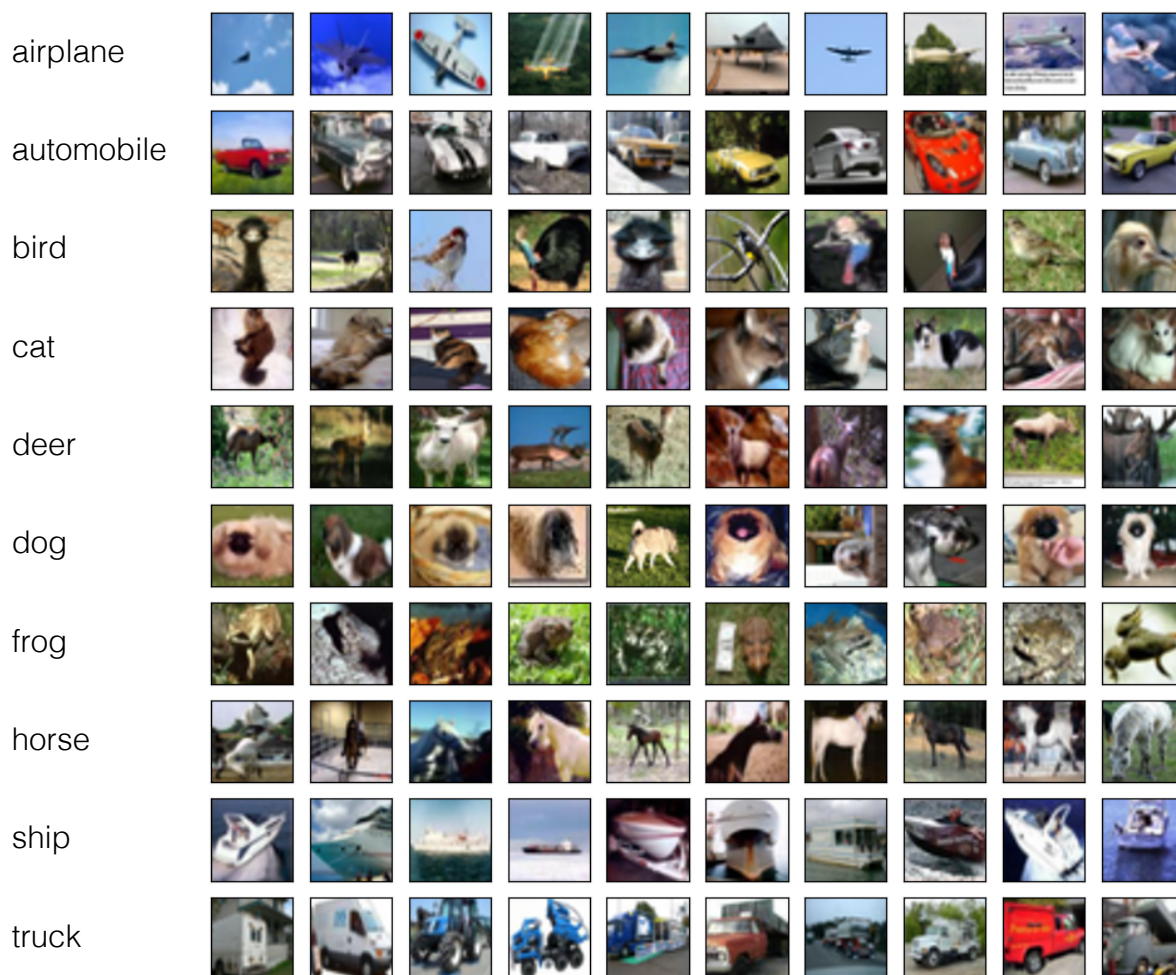 airplane
automobile
bird
cat
deer
dog
frog
horse
ship
truck